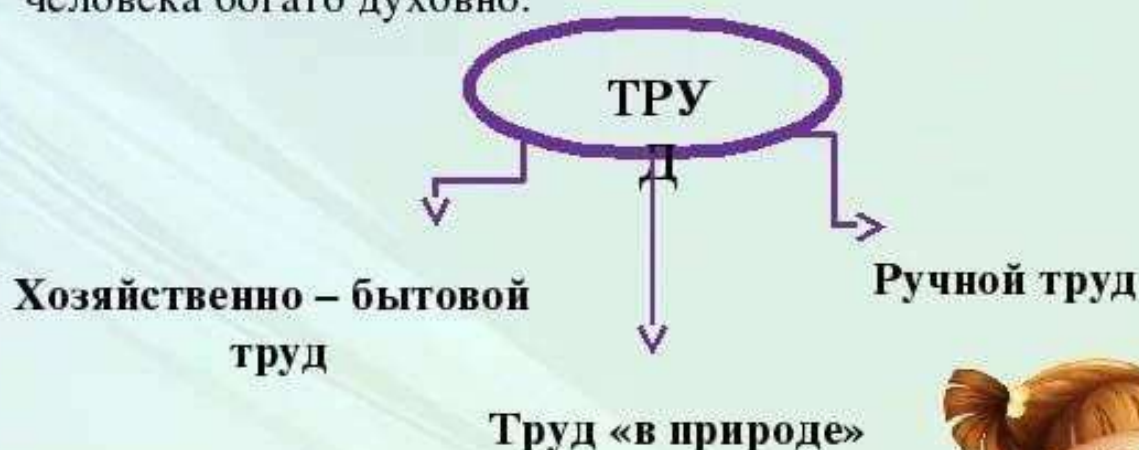 человека богато духовно.
ТРУ
Д
Хозяйственно – бытовой
труд
Ручной труд
Труд «в природе»